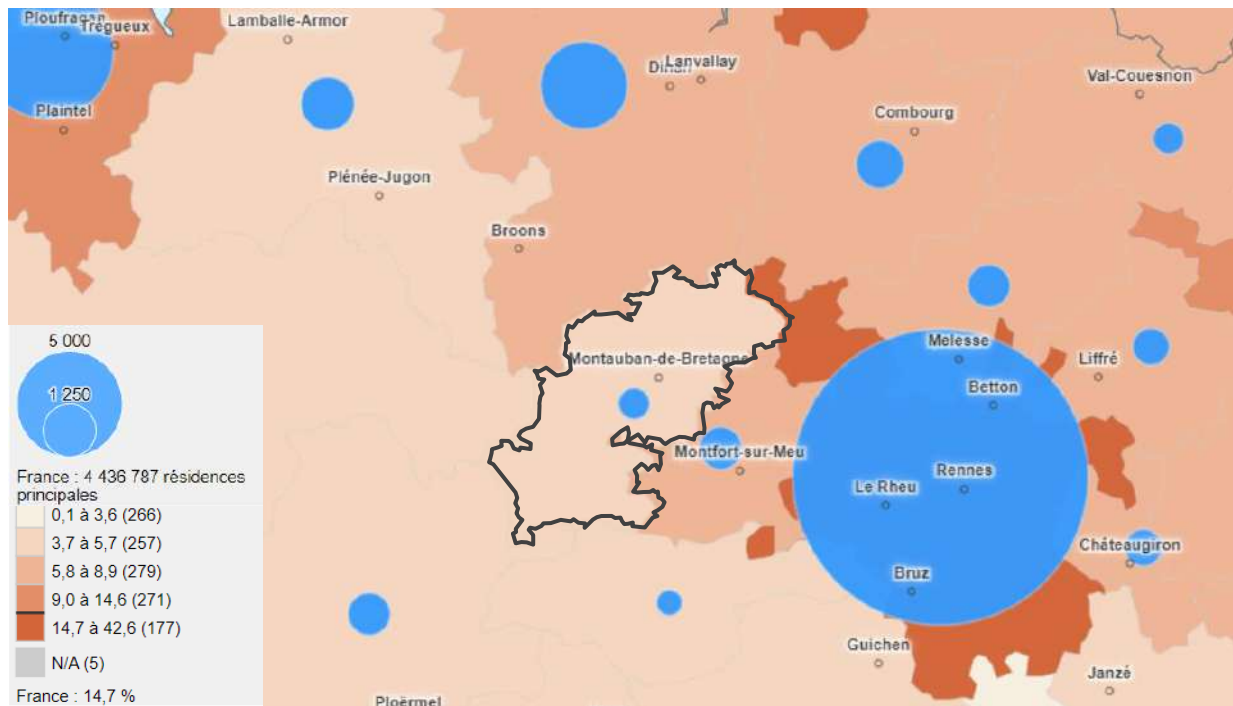 Ploufragan
Trégueux
Lamballe-Armor
Dinan
Lanvallay
Val-Couesnon
Plaintel
Combourg
Plénée-Jugon
Broons
5 000
1 250
Montauban-de-Bretagne
Melesse
Liffré
Betton
France : 4 436 787 résidences
principales
Montfort-sur-Meu
Rennes
Le Rheu
0,1 à 3,6 (266)
3,7 à 5,7 (257)
Châteaugiron
5,8 à 8,9 (279)
Bruz
9,0 à 14,6 (271)
14,7 à 42,6 (177)
Guichen
N/A (5)
Janzé
France : 14,7 %
Ploërmel